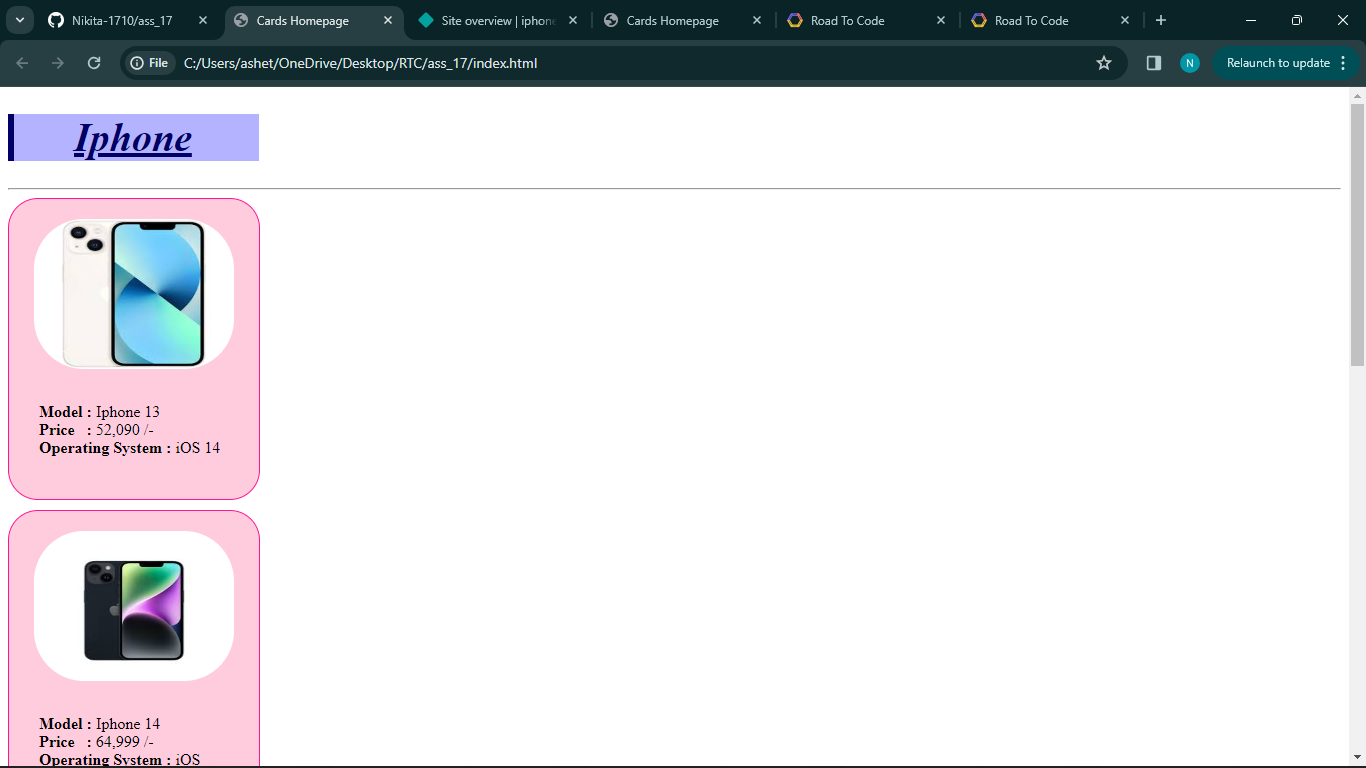 Nikita-1710/ass_17
Cards Homepage
Site overview | iphone
Cards Homepage
Road To Code
Road To Code
File
C:/Users/ashet/OneDrive/Desktop/RTC/ass_17/index.html
N
Relaunch to update
Iphone
Model : Iphone 13
Price : 52,090 /-
Operating System : iOS 14
Model : Iphone 14
Price : 64,999 /-
Operating System : iOS